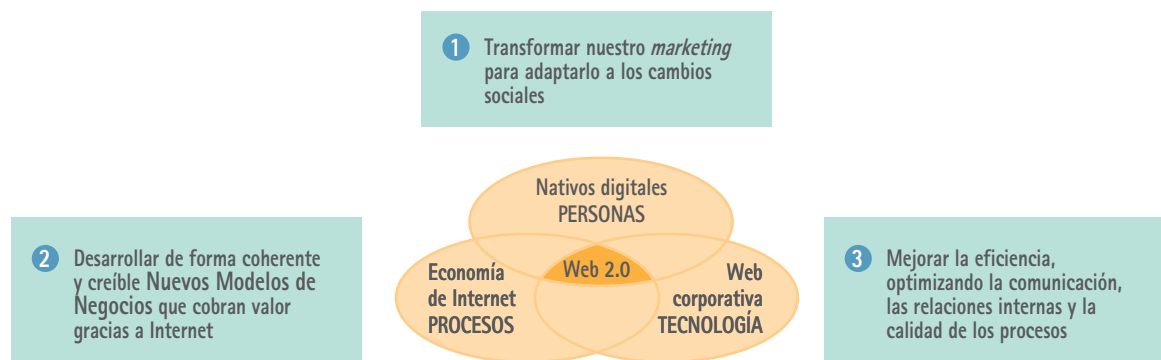 1 Transformar nuestro marketing
para adaptarlo a los cambios
sociales
Nativos digitales
PERSONAS
2 Desarrollar de forma coherente
y creíble Nuevos Modelos de
Negocios que cobran valor
gracias a Internet
Economía
de Internet
PROCESOS
Web 2.0
Web
corporativa
TECNOLOGÍA
3 Mejorar la eficiencia,
optimizando la comunicación,
las relaciones internas y la
calidad de los procesos